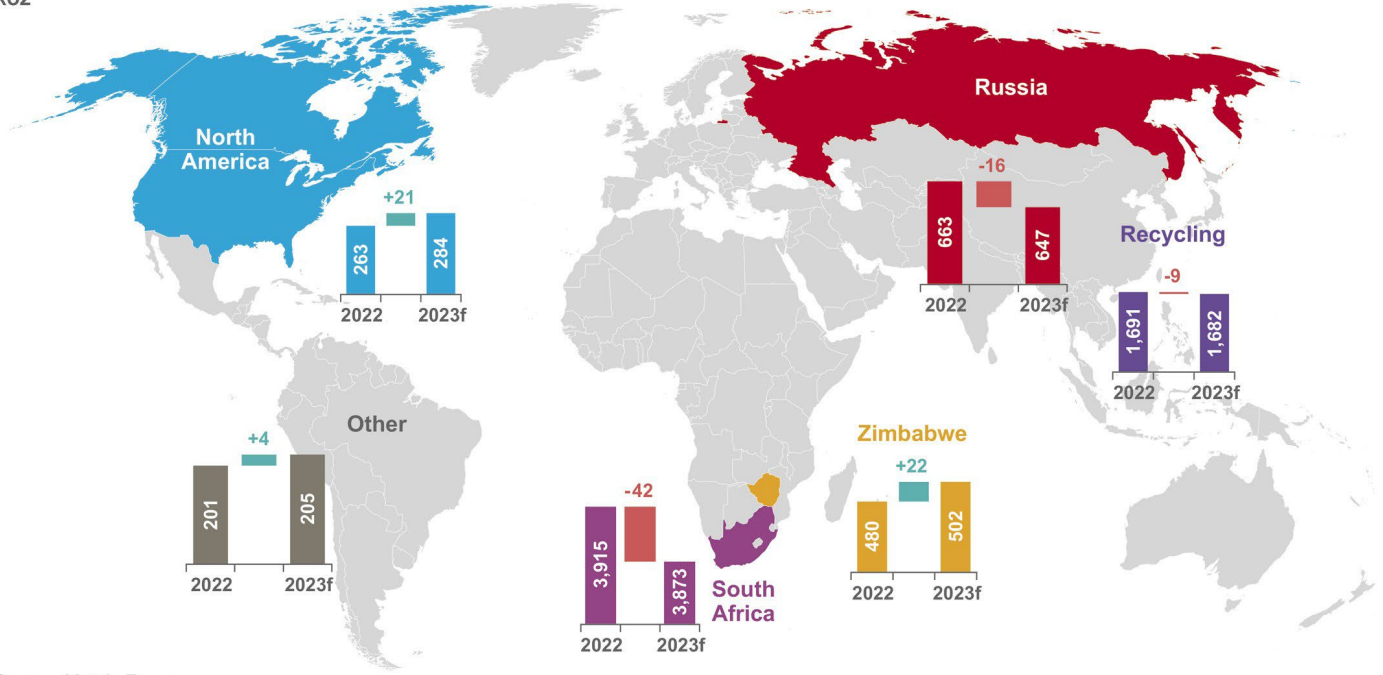 North
America
+21
263
284
2022
2023f
Russia
-16
663
647
2022
2023f
Recycling
-9
1,691
1,682
2022
2023f
Other
+4
201
205
2022
2023f
-42
3,915
3,873
2022
2023f
South
Africa
Zimbabwe
+22
480
502
2022
2023f